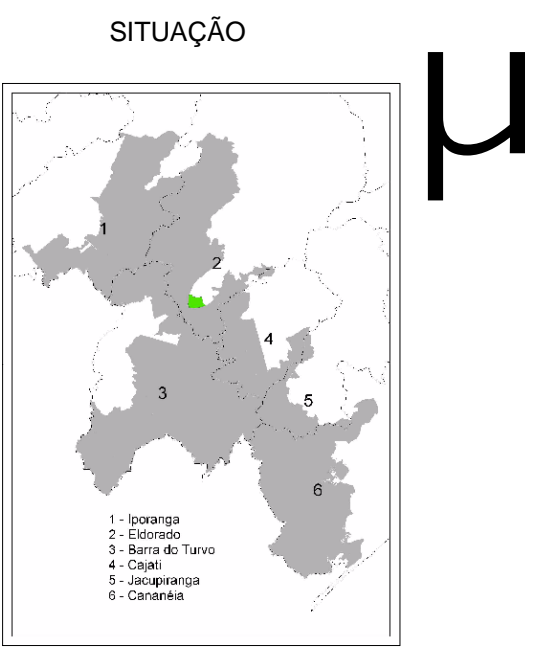 SITUAÇÃO
µ
1
2
4
3
5
6
1 - Iporanga
2 - Eldorado
3 - Barra do Turvo
4 - Cajati
5 - Jacupiranga
6 - Cananéia